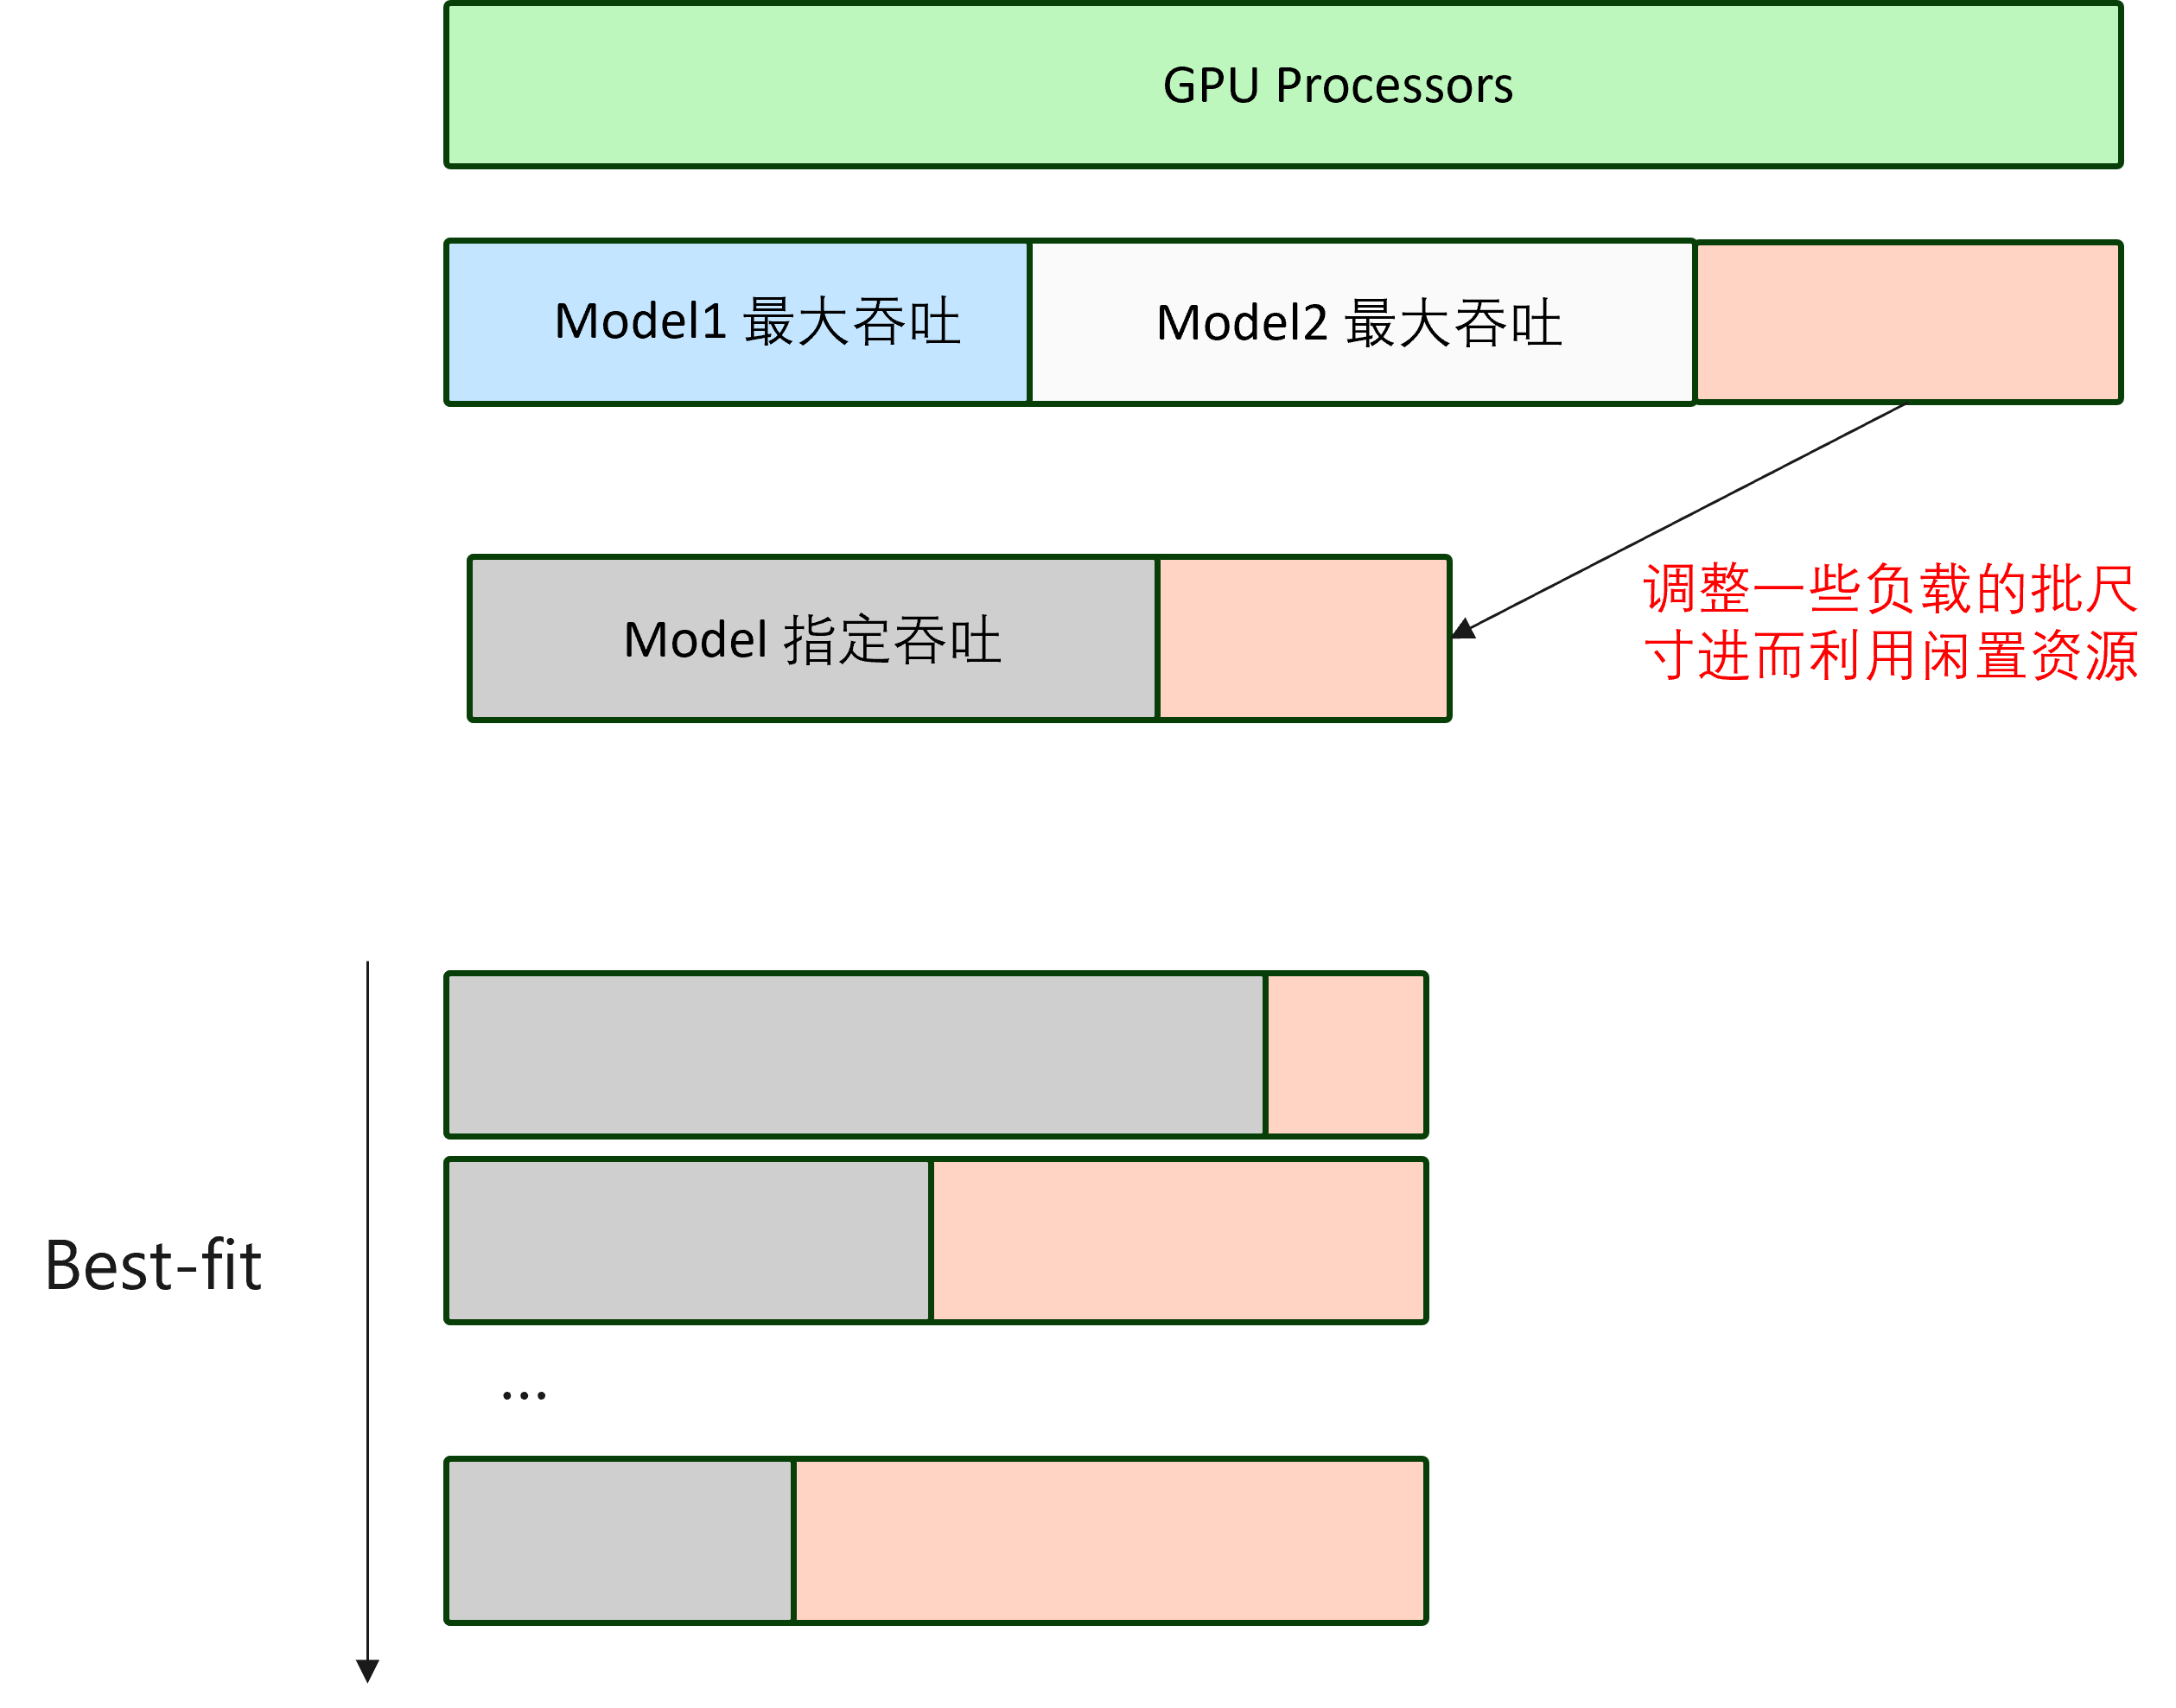 GPU Processors
Model1 最大吞吐
Model2 最大吞吐
Model 指定吞吐
调整一些负载的批尺
寸进而利用闲置资源
Best-fit
...